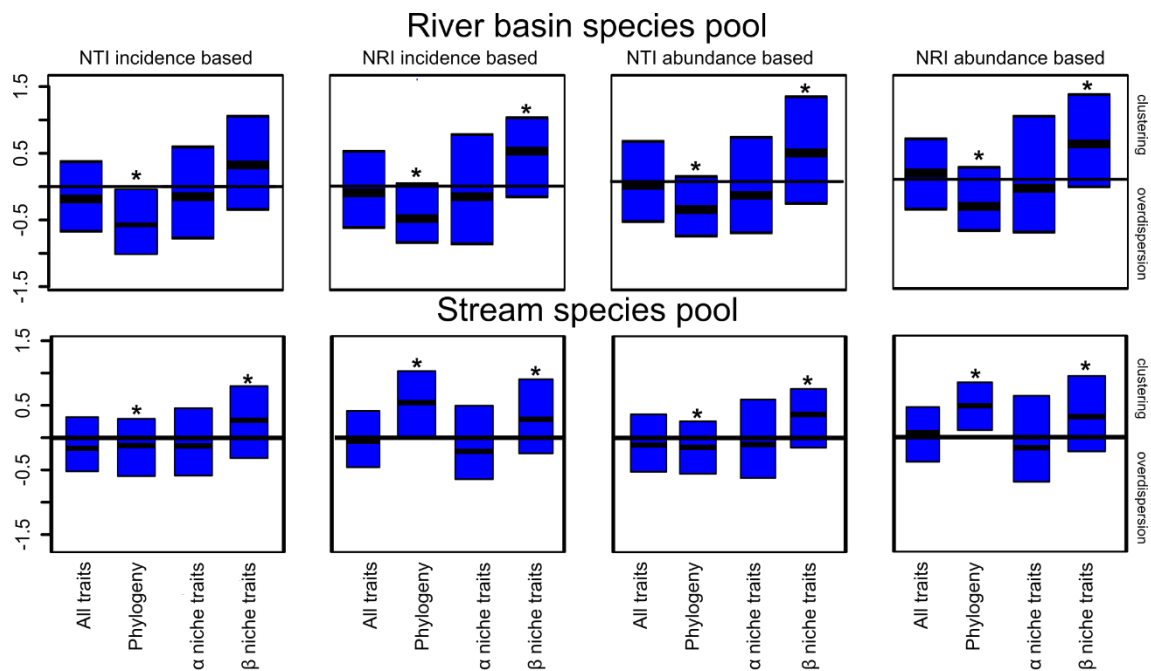 River basin species pool
NTI incidence based
NRI incidence based
NTI abundance based
NRI abundance based
1.5
0.5
-0.5
-1.5
*
*
*
*
*
*
*
clustering
overdispersion
Stream species pool
1.5
0.5
-0.5
-1.5
*
*
*
*
*
*
*
*
clustering
overdispersion
All traits
Phylogeny
α niche traits
β niche traits
All traits
Phylogeny
α niche traits
β niche traits
All traits
Phylogeny
α niche traits
β niche traits
All traits
Phylogeny
α niche traits
β niche traits